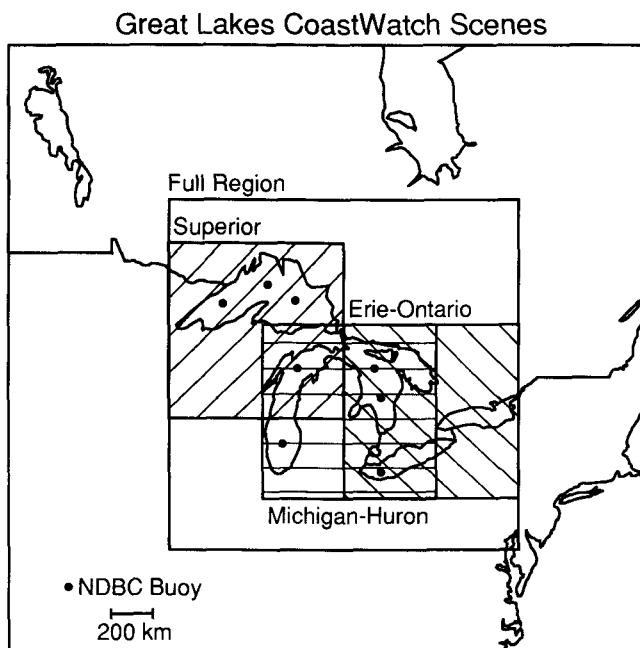 Great Lakes CoastWatch Scenes
Full Region
Superior
Erie-Ontario
Michigan-Huron
NDBC Buoy
200 km